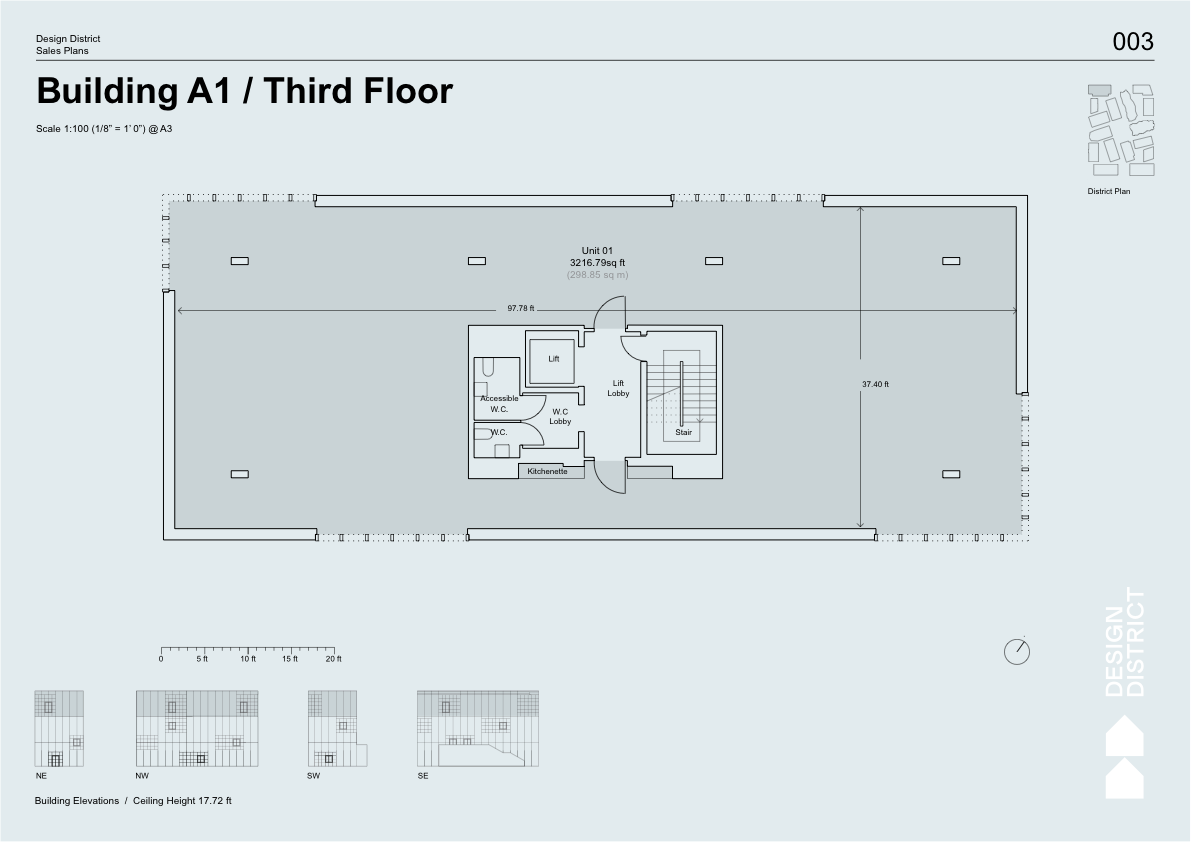 Design District
Sales Plans
003
Building A1 / Third Floor
Scale 1:100 (1/8” = 1’ 0”) @ A3
District Plan
Unit 01
3216.79sq ft
(298.85 sq m)
97.78 ft
37.40 ft
Lift
Lift
Lobby
Accessible
W.C.
W.C
Lobby
W.C.
Stair
Kitchenette
0 5 ft 10 ft 15 ft 20 ft
DESIGN
DISTRICT
NE NW SW SE
Building Elevations / Ceiling Height 17.72 ft